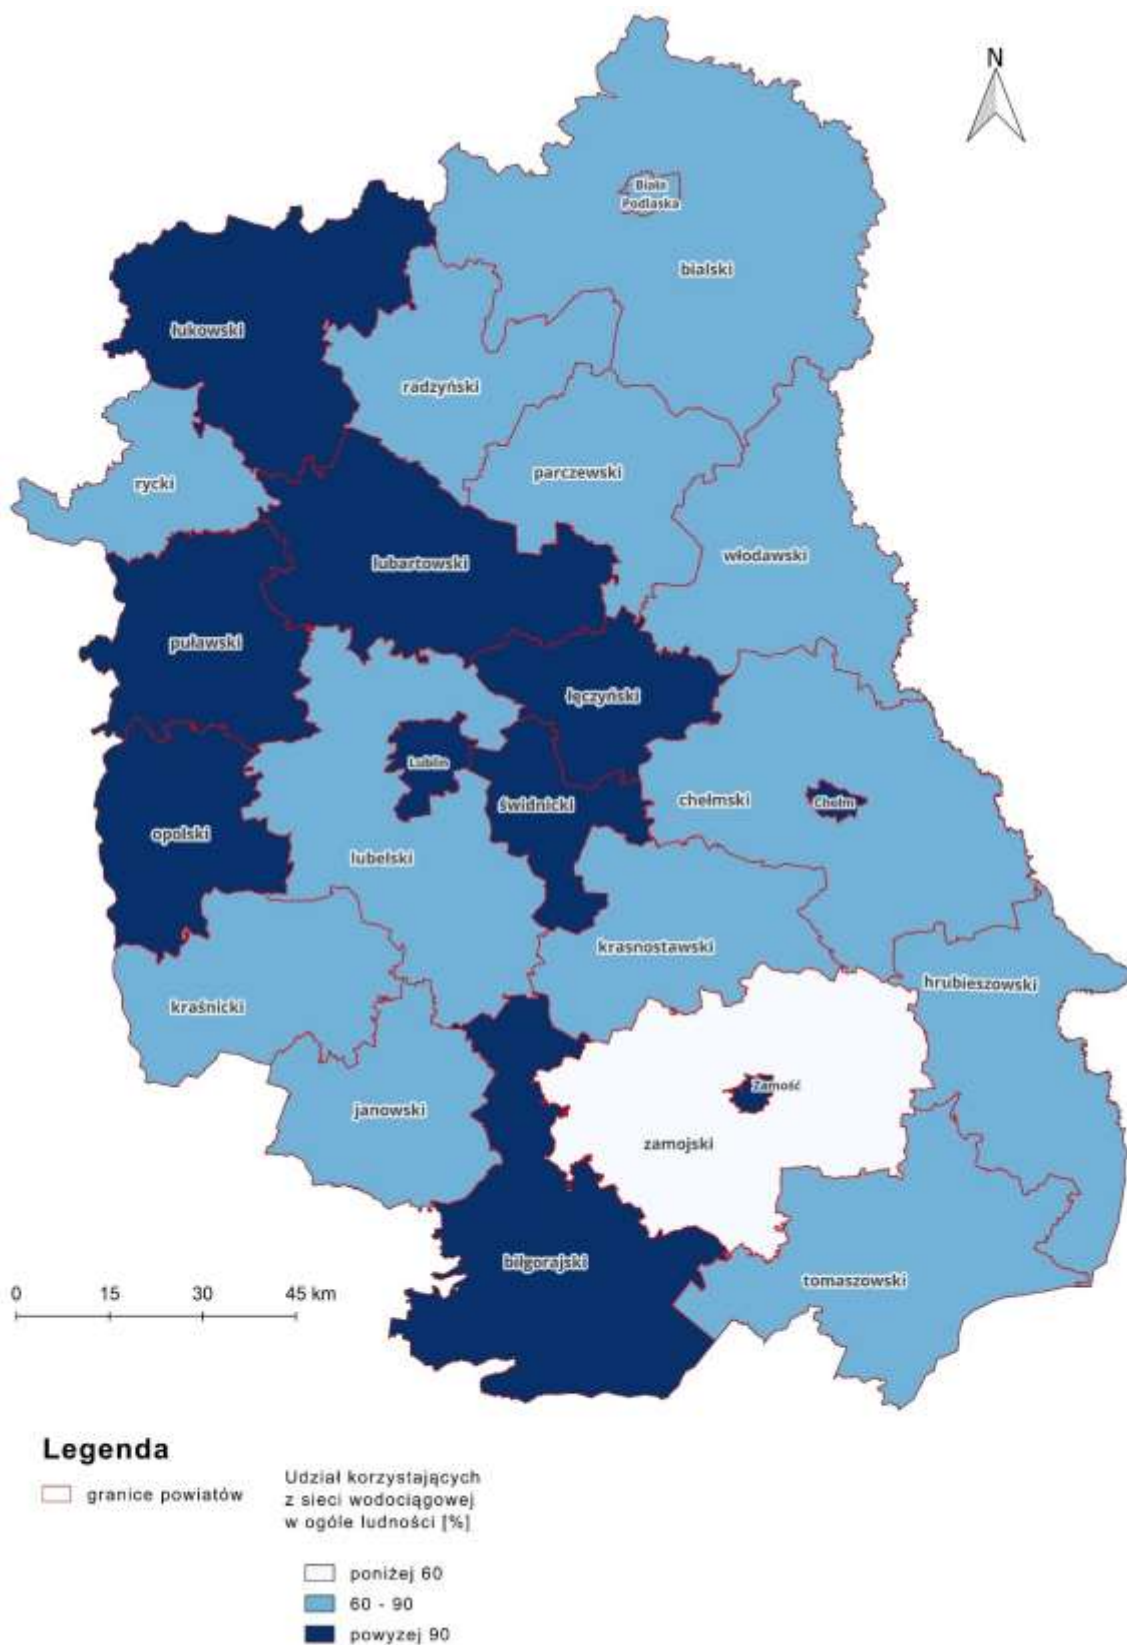 N
Biała
Podlaska
bialski
łukowski
radzyński
parczewski
rycki
włodawski
lubartowski
puławski
łęczyński
Lublin
świdnicki
chełmski
Chełm
opolski
lubelski
krasnostawski
hrubieszowski
kraśnicki
Zamość
janowski
zamojski
biłgorajski
tomaszowski
0 15 30 45 km
Legenda
granice powiatów
Udział korzystających
z sieci wodociągowej
w ogóle ludności [%]
poniżej 60
60 - 90
powyzej 90